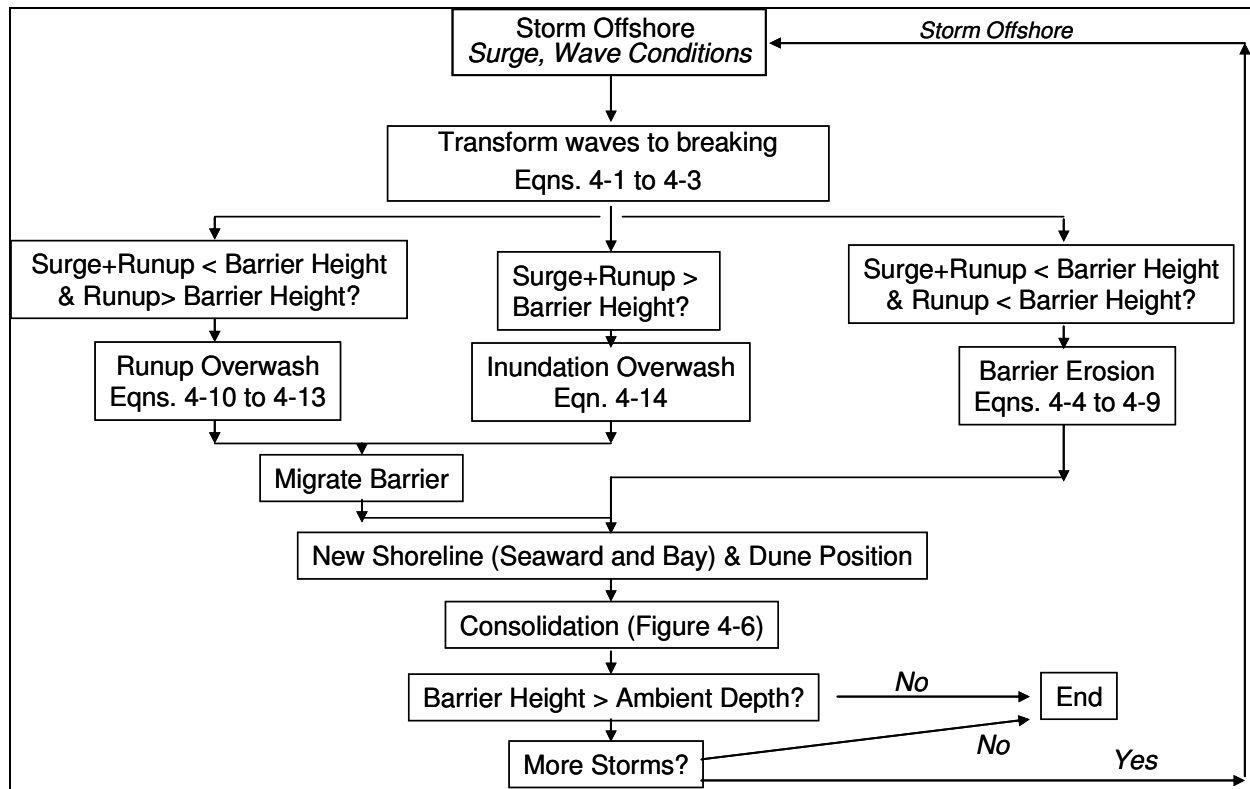 Storm Offshore
Surge, Wave Conditions
Storm Offshore
Transform waves to breaking
Eqns. 4-1 to 4-3
Surge+Runup < Barrier Height
& Runup> Barrier Height?
Surge+Runup >
Barrier Height?
Surge+Runup < Barrier Height
& Runup < Barrier Height?
Runup Overwash
Eqns. 4-10 to 4-13
Inundation Overwash
Eqn. 4-14
Barrier Erosion
Eqns. 4-4 to 4-9
Migrate Barrier
New Shoreline (Seaward and Bay) & Dune Position
Consolidation (Figure 4-6)
Barrier Height > Ambient Depth?
No
End
More Storms?
No
Yes